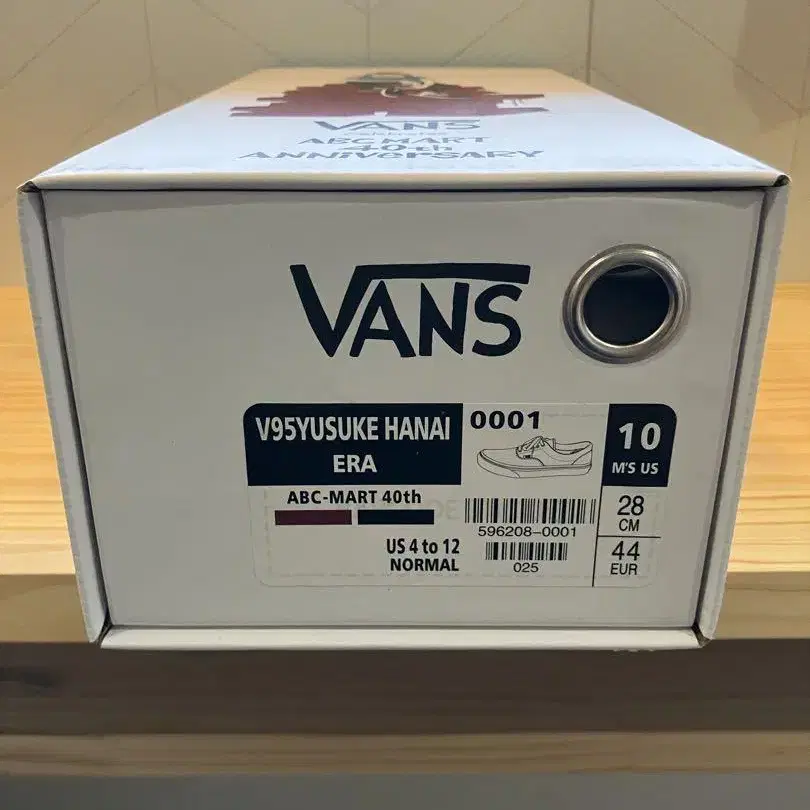 VANS
ABC MART
40th
ANNIVERSARY
VANS
V95YUSUKE HANAI
ERA
0001
10
M'S US
ABC-MART 40th
28
CM
596208-0001
US 4 to 12
NORMAL
025
44
EUR